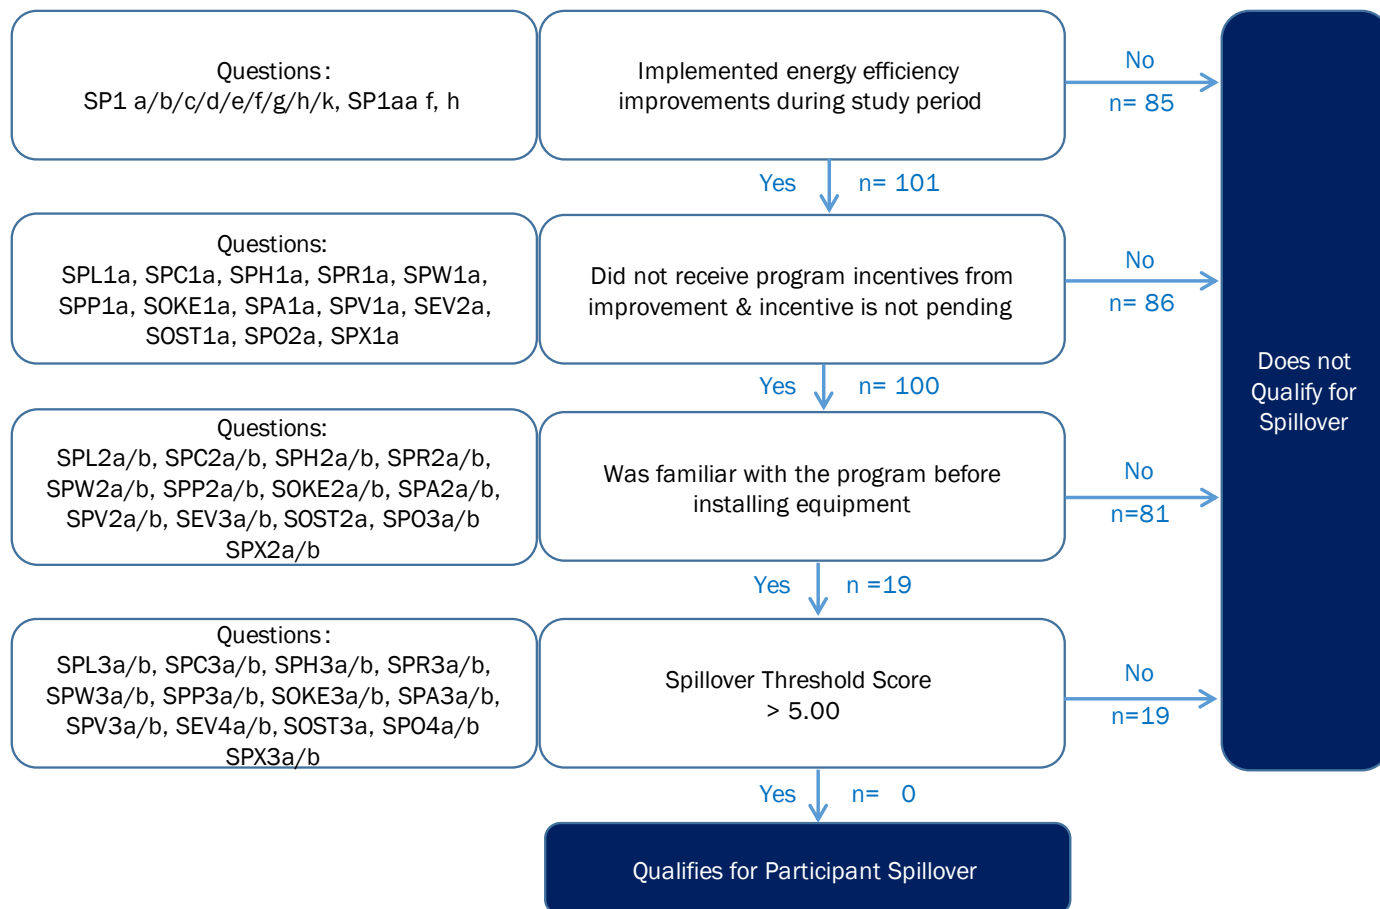 Questions:
SP1 a/b/c/d/e/f/g/h/k, SP1aa f, h
Implemented energy efficiency
improvements during study period
No
n= 85
Yes n= 101
Questions:
SPL1a, SPC1a, SPH1a, SPR1a, SPW1a,
SPP1a, SOKE1a, SPA1a, SPV1a, SEV2a,
SOST1a, SPO2a, SPX1a
Did not receive program incentives from
improvement & incentive is not pending
No
n= 86
Yes n= 100
Questions:
SPL2a/b, SPC2a/b, SPH2a/b, SPR2a/b,
SPW2a/b, SPP2a/b, SOKE2a/b, SPA2a/b,
SPV2a/b, SEV3a/b, SOST2a, SPO3a/b
SPX2a/b
Was familiar with the program before
installing equipment
No
n=81
Yes n =19
Questions:
SPL3a/b, SPC3a/b, SPH3a/b, SPR3a/b,
SPW3a/b, SPP3a/b, SOKE3a/b, SPA3a/b,
SPV3a/b, SEV4a/b, SOST3a, SPO4a/b
SPX3a/b
Spillover Threshold Score
> 5.00
No
n=19
Yes n= 0
Qualifies for Participant Spillover
Does not
Qualify for
Spillover